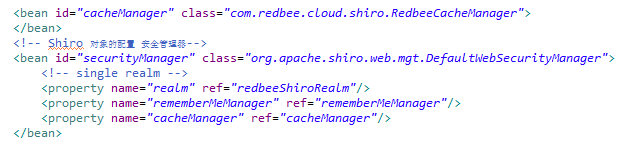 <bean id="cacheManager" class="com.redbee.cloud.shiro.RedbeeCacheManager">
</bean>
<!-- Shiro 对象的配置 安全管理器-->
<bean id="securityManager" class="org.apache.shiro.web.mgt.DefaultWebSecurityManager">
<!-- single realm -->
<property name="realm" ref="redbeeShiroRealm"/>
<property name="rememberMeManager" ref="rememberMeManager"/>
<property name="cacheManager" ref="cacheManager"/>
</bean>